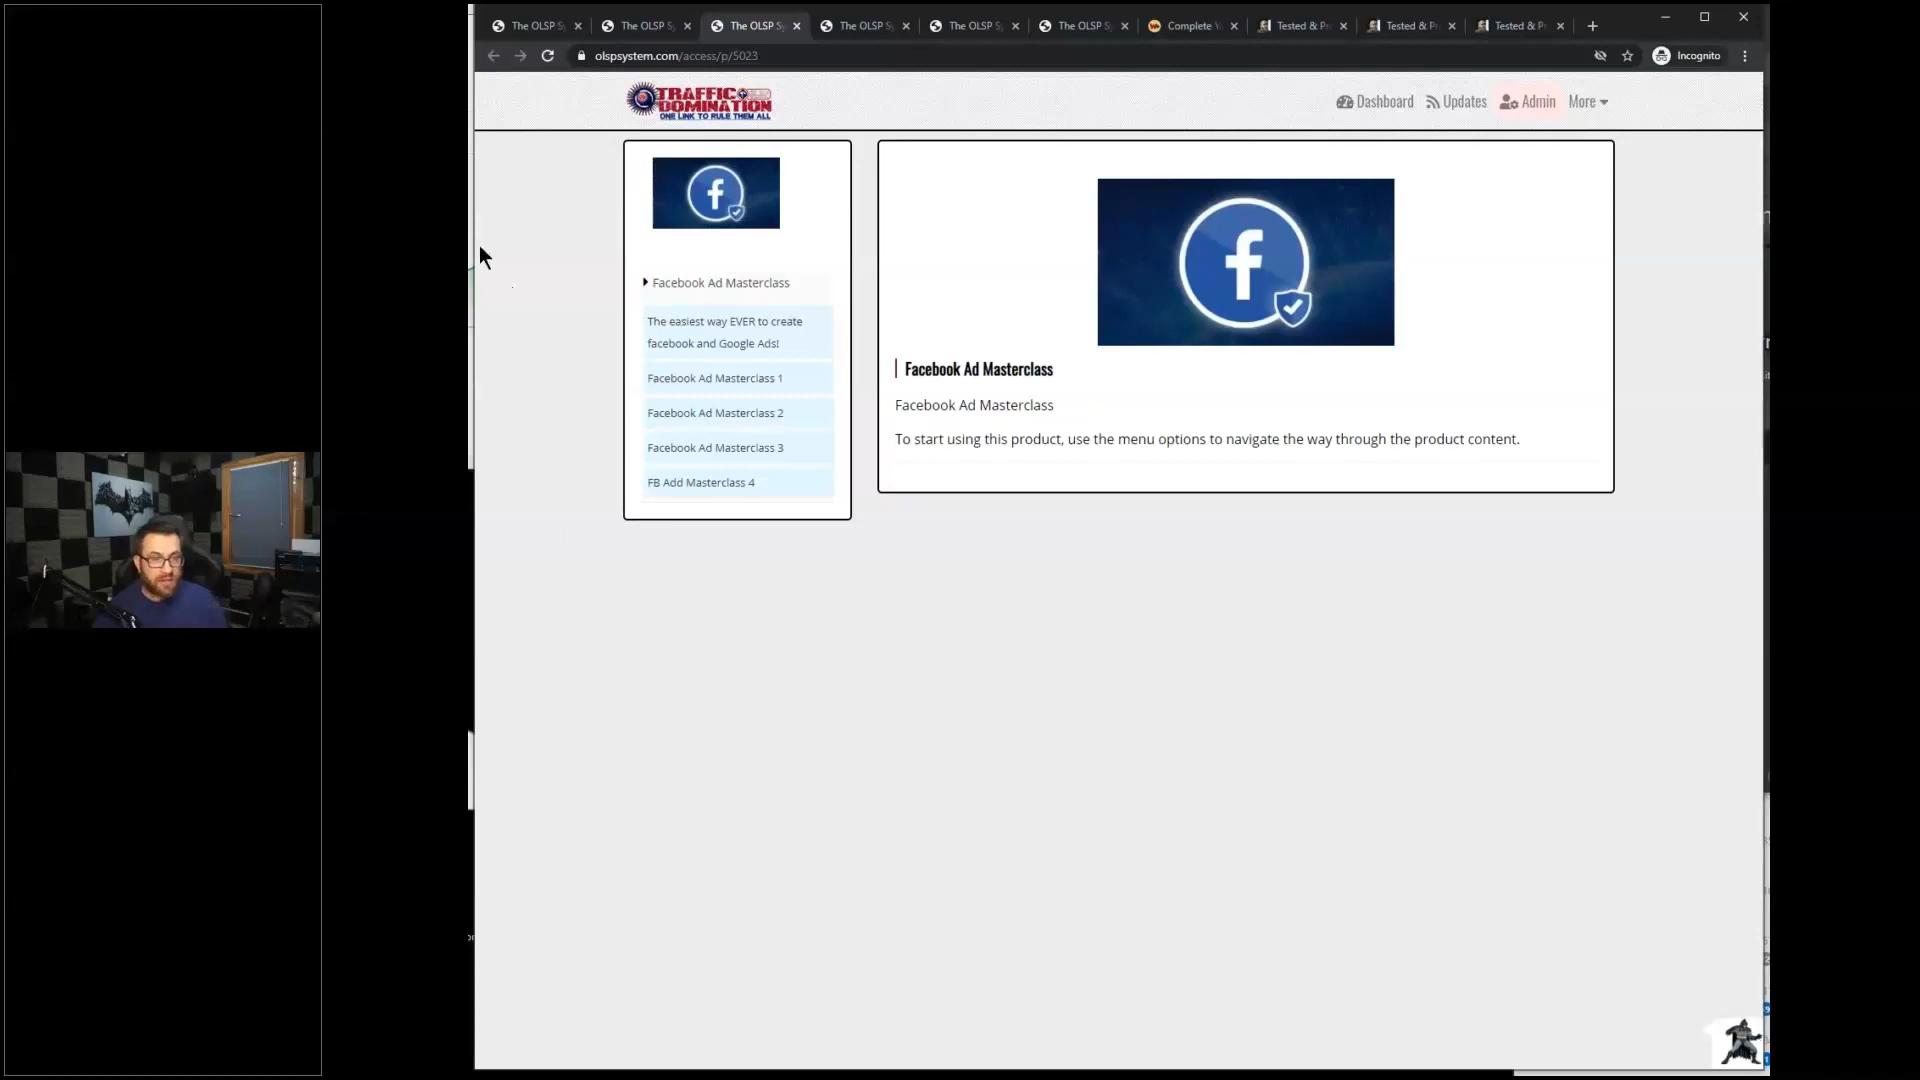 The OLSP S
The OLSP S
The OLSP S
The OLSP S
The OLSP S
The OLSP S
Complete
Tested & P
Tested & P
Tested & P
olspsystem.com/access/p/5023
Incognito
TRAFFIC
DOMINATION
ONE LINK TO RULE THEM ALL
Dashboard
Updates
Admin
More
Facebook Ad Masterclass
The easiest way EVER to create
facebook and Google Ads!
Facebook Ad Masterclass 1
Facebook Ad Masterclass 2
Facebook Ad Masterclass 3
FB Add Masterclass 4
Facebook Ad Masterclass
Facebook Ad Masterclass
To start using this product, use the menu options to navigate the way through the product content.